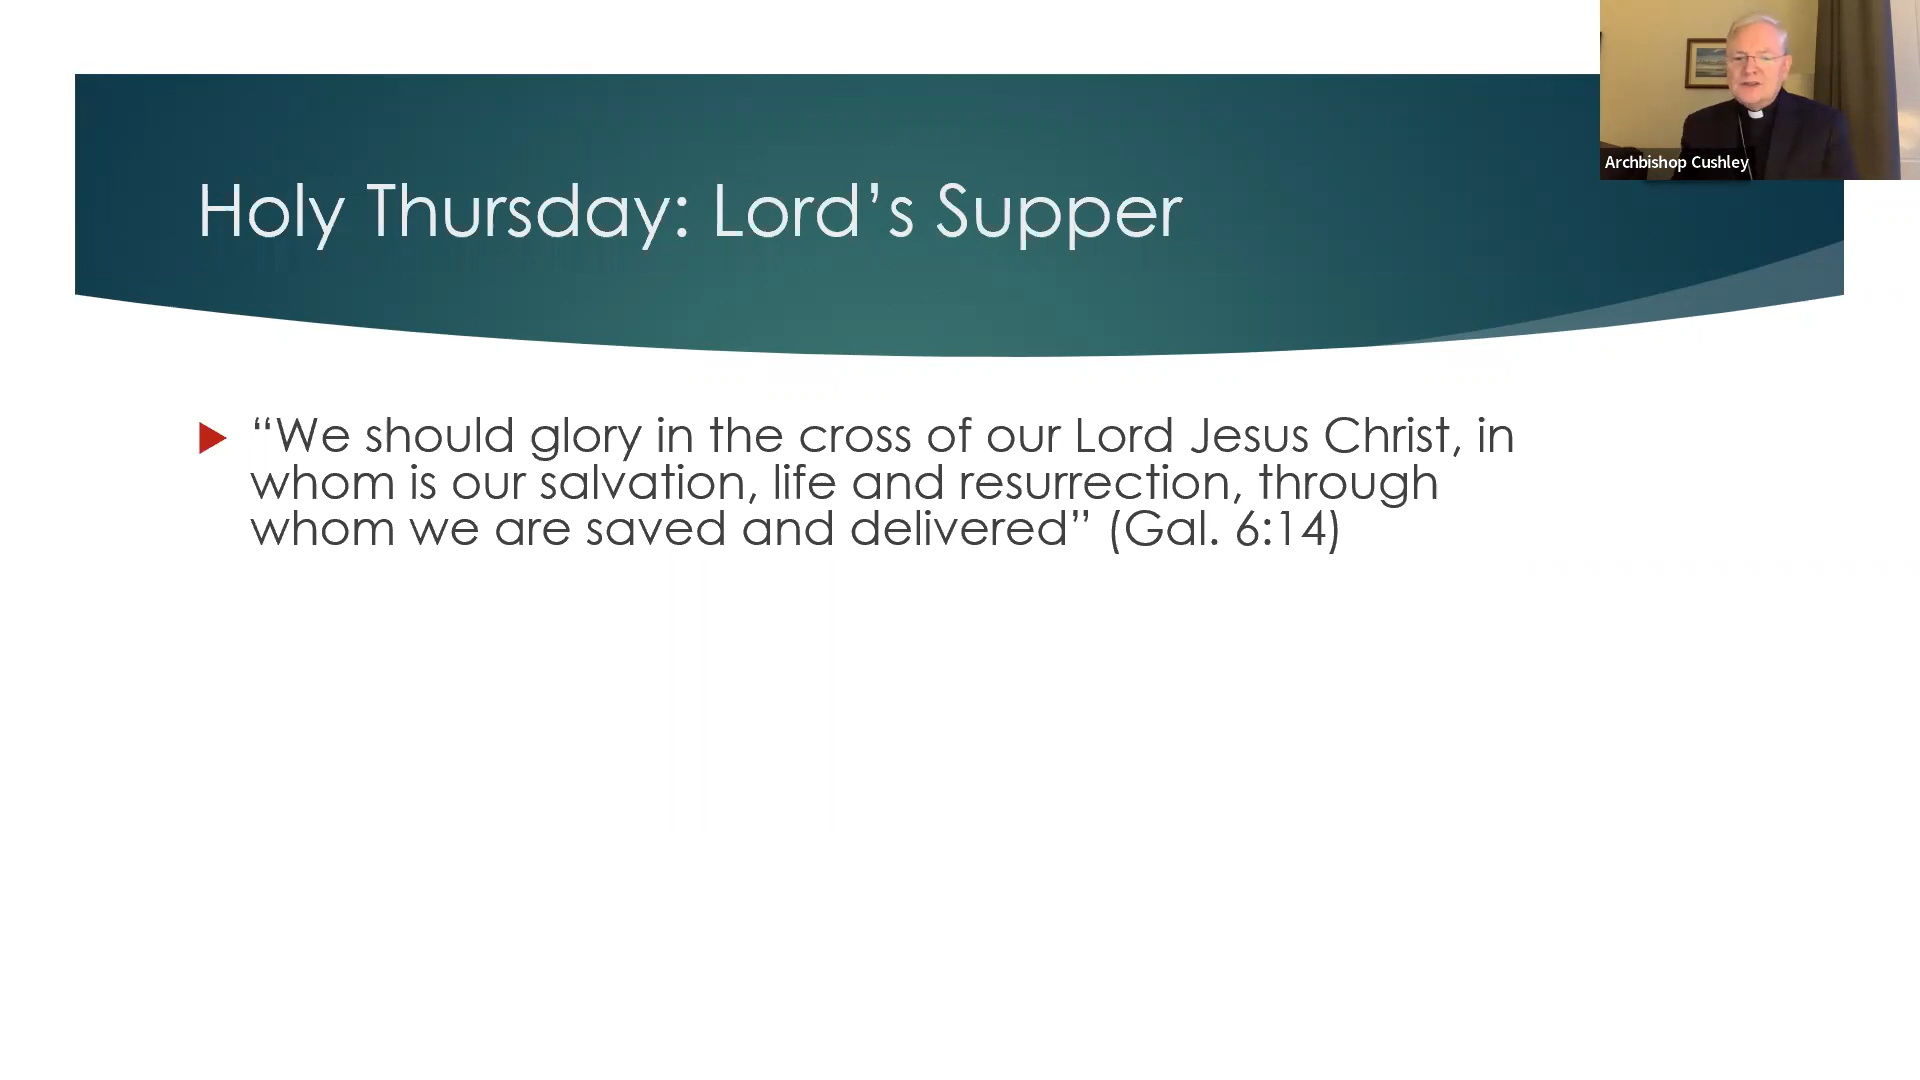 Archbishop Cushley
Holy Thursday: Lord’s Supper
“We should glory in the cross of our Lord Jesus Christ, in
whom is our salvation, life and resurrection, through
whom we are saved and delivered” (Gal. 6:14)